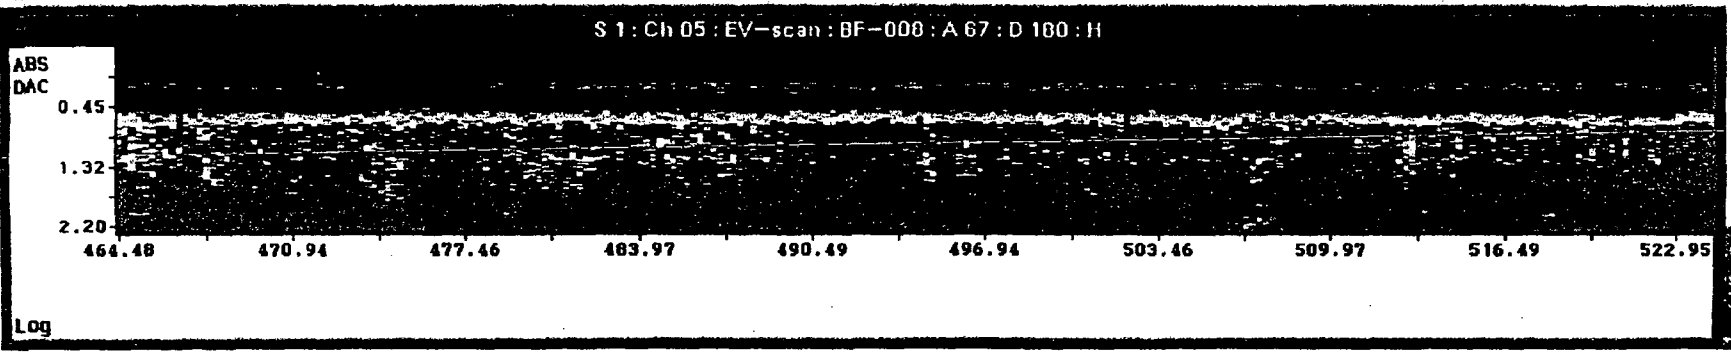 S 1 : Ch 05 : EV-scan : BF-008 : A 67 : D 180 : H
ABS
DAC
0.45
1.32
2.20
464.48 470.94 477.46 483.97 490.49 496.94 503.46 509.97 516.49 522.95
Log